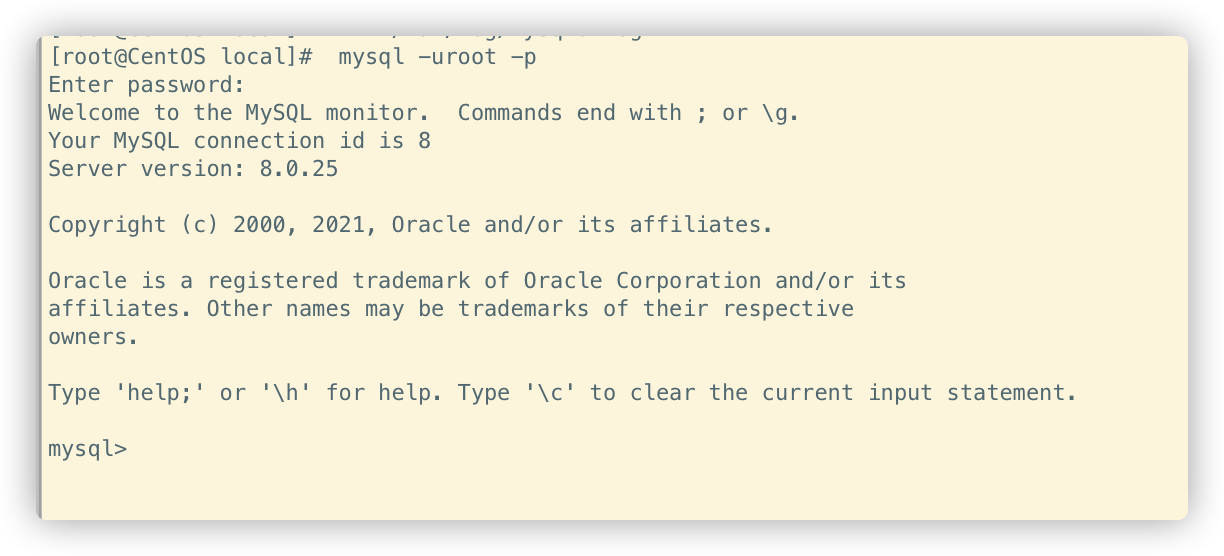 [root@CentOS local]#  mysql -uroot -p
Enter password:
Welcome to the MySQL monitor.  Commands end with ; or \g.
Your MySQL connection id is 8
Server version: 8.0.25
Copyright (c) 2000, 2021, Oracle and/or its affiliates.
Oracle is a registered trademark of Oracle Corporation and/or its
affiliates. Other names may be trademarks of their respective
owners.
Type 'help;' or '\h' for help. Type '\c' to clear the current input statement.
mysql>